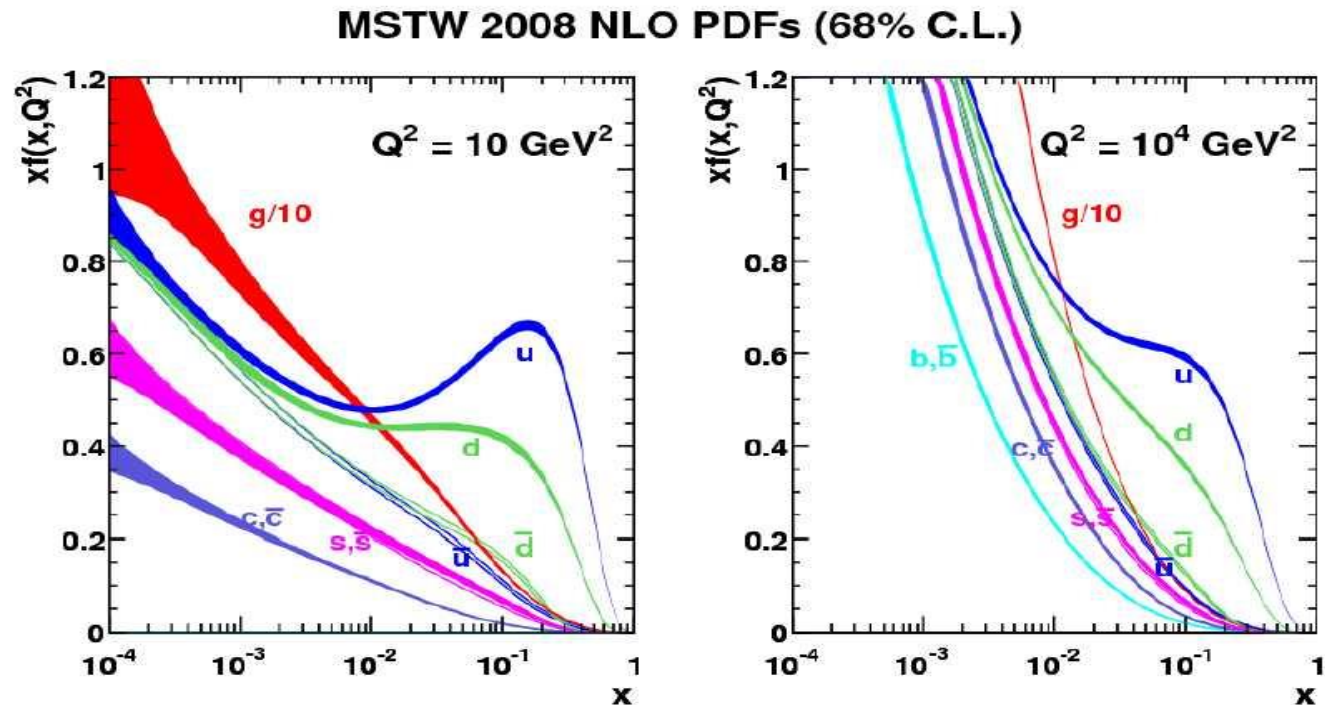 MSTW 2008 NLO PDFs (68% C.L.)
xf(x,Q²)
1.2
1
0.8
0.6
0.4
0.2
0
Q² = 10 GeV²
g/10
u
d
c,c̅
s,s̅
u̅
d̅
10⁻⁴
10⁻³
10⁻²
10⁻¹
1
x
xf(x,Q²)
1.2
1
0.8
0.6
0.4
0.2
0
Q² = 10⁴ GeV²
g/10
b,b̅
u
d
c,c̅
s,s̅
d̅
u̅
10⁻⁴
10⁻³
10⁻²
10⁻¹
1
x